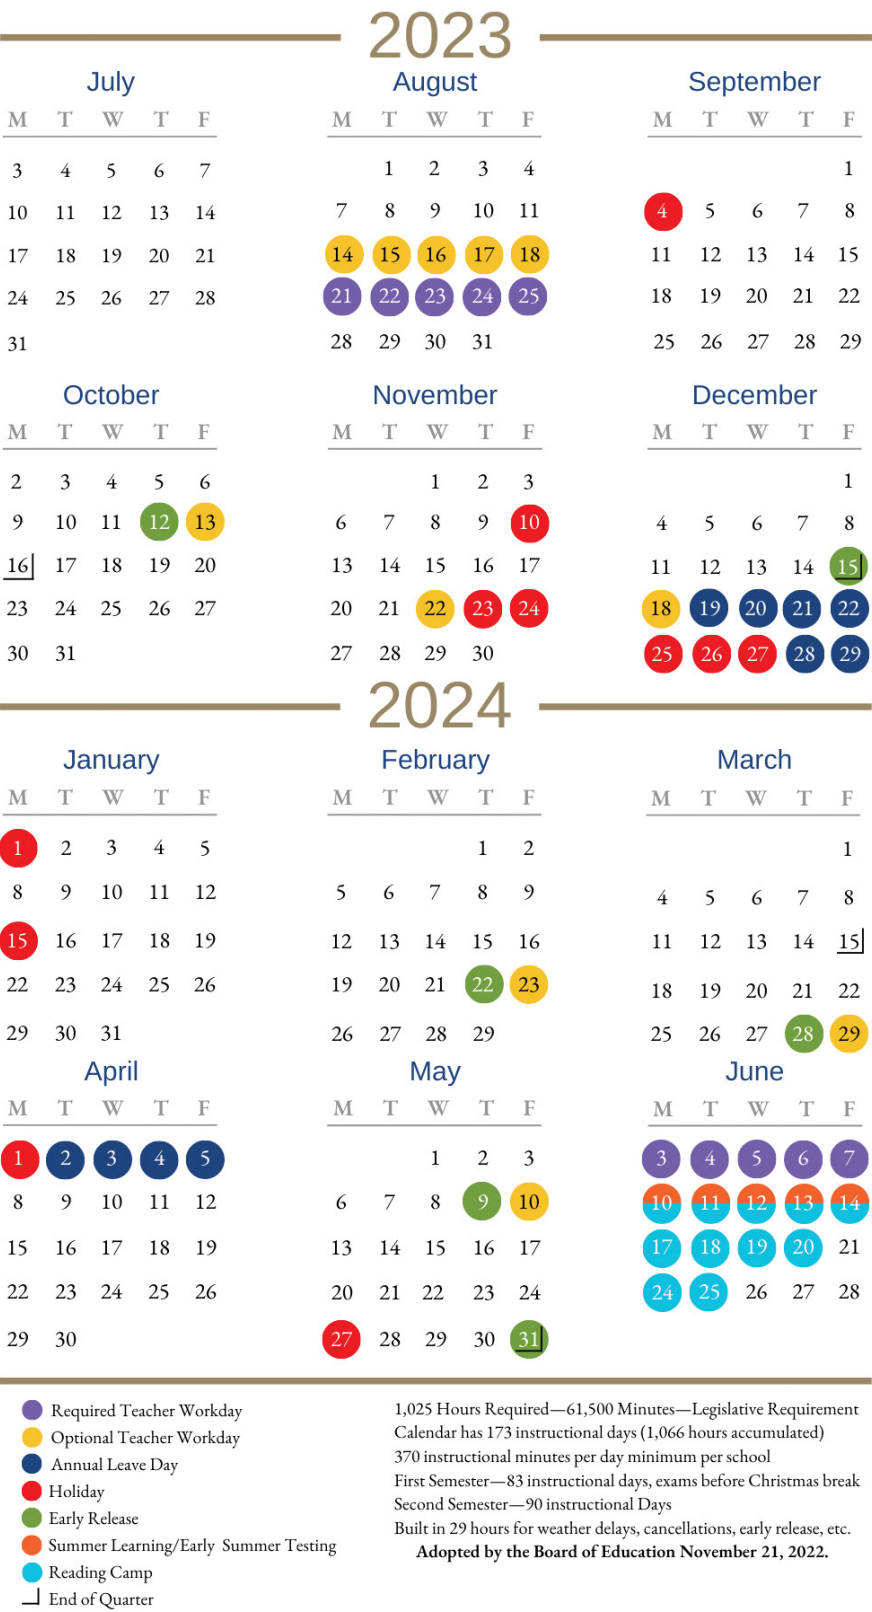 2023
July August September
M T W T F M T W T F M T W T F
3 4 5 6 7 1 2 3 4 1
10 11 12 13 14 7 8 9 10 11 4 5 6 7 8
17 18 19 20 21 14 15 16 17 18 11 12 13 14 15
24 25 26 27 28 21 22 23 24 25 18 19 20 21 22
31 28 29 30 31 25 26 27 28 29
October November December
M T W T F M T W T F M T W T F
2 3 4 5 6 1 2 3 1
9 10 11 12 13 6 7 8 9 10 4 5 6 7 8
16 17 18 19 20 13 14 15 16 17 11 12 13 14 15
23 24 25 26 27 20 21 22 23 24 18 19 20 21 22
30 31 27 28 29 30 25 26 27 28 29
2024
January February March
M T W T F M T W T F M T W T F
1 2 3 4 5 1 2 1
8 9 10 11 12 5 6 7 8 9 4 5 6 7 8
15 16 17 18 19 12 13 14 15 16 11 12 13 14 15
22 23 24 25 26 19 20 21 22 23 18 19 20 21 22
29 30 31 26 27 28 29 25 26 27 28 29
April May June
M T W T F M T W T F M T W T F
1 2 3 4 5 1 2 3 3 4 5 6 7
8 9 10 11 12 6 7 8 9 10 10 11 12 13 14
15 16 17 18 19 13 14 15 16 17 17 18 19 20 21
22 23 24 25 26 20 21 22 23 24 24 25 26 27 28
29 30 27 28 29 30 31
Required Teacher Workday
Optional Teacher Workday
Annual Leave Day
Holiday
Early Release
Summer Learning/Early Summer Testing
Reading Camp
End of Quarter
1,025 Hours Required—61,500 Minutes—Legislative Requirement
Calendar has 173 instructional days (1,066 hours accumulated)
370 instructional minutes per day minimum per school
First Semester—83 instructional days, exams before Christmas break
Second Semester—90 instructional Days
Built in 29 hours for weather delays, cancellations, early release, etc.
Adopted by the Board of Education November 21, 2022.